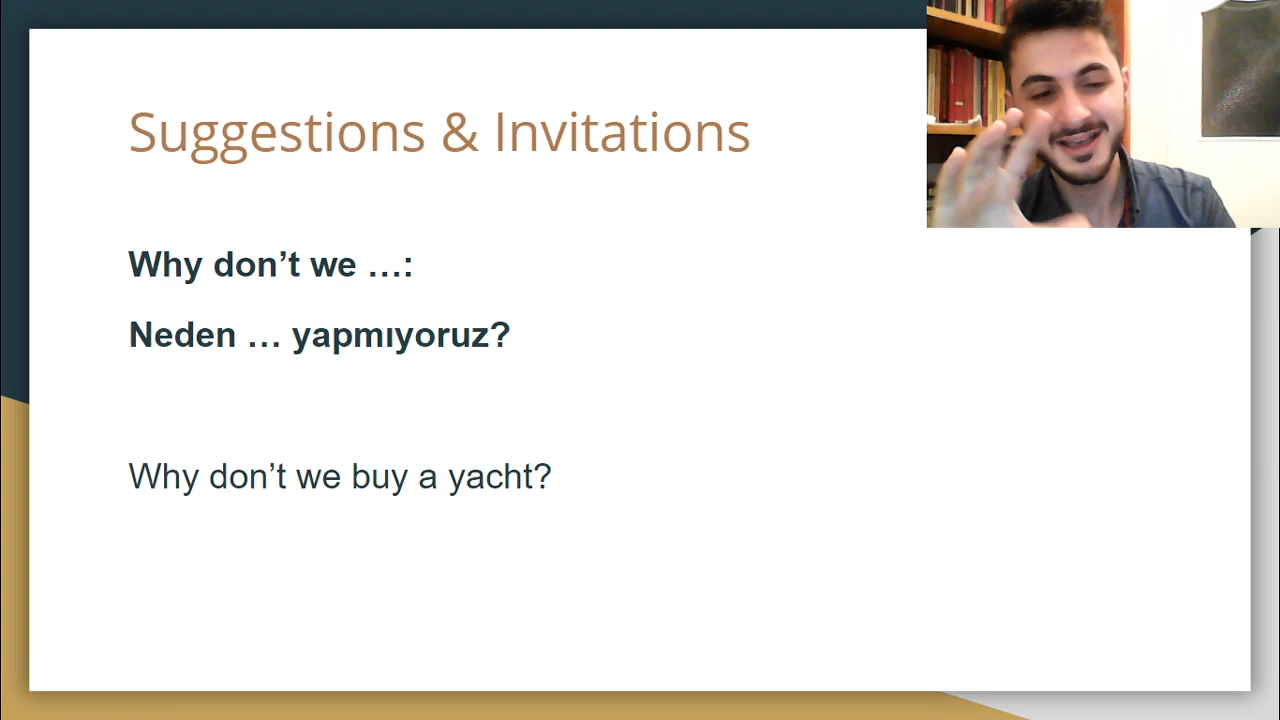 Suggestions & Invitations
Why don’t we …:
Neden … yapmıyoruz?
Why don’t we buy a yacht?